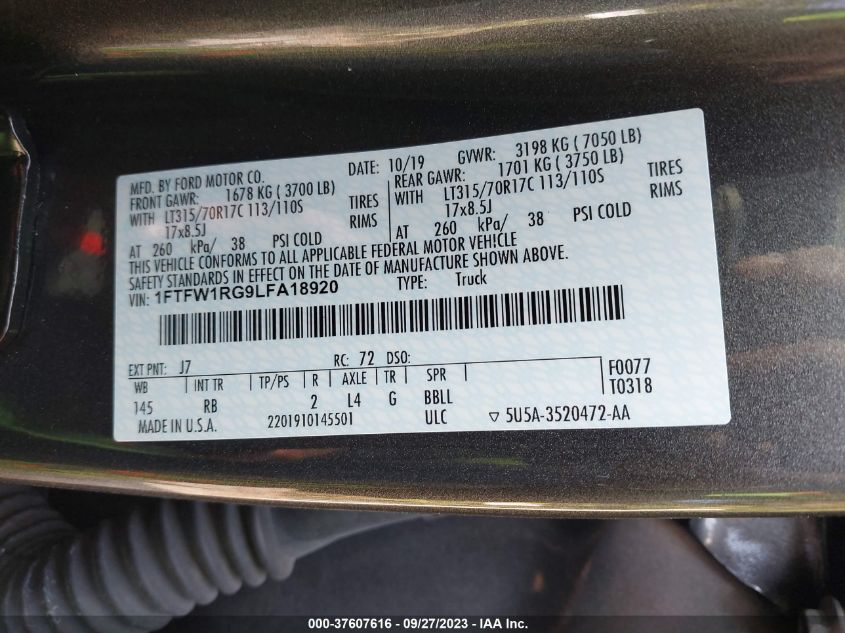 MFD. BY FORD MOTOR CO. DATE: 10/19 GVWR: 3198 KG ( 7050 LB)
FRONT GAWR: 1678 KG ( 3700 LB) REAR GAWR: 1701 KG ( 3750 LB)
WITH LT315/70R17C 113/110S TIRES WITH LT315/70R17C 113/110S TIRES
17x8.5J RIMS 17x8.5J RIMS
AT 260 kPa/ 38 PSI COLD AT 260 kPa/ 38 PSI COLD
THIS VEHICLE CONFORMS TO ALL APPLICABLE FEDERAL MOTOR VEHICLE
SAFETY STANDARDS IN EFFECT ON THE DATE OF MANUFACTURE SHOWN ABOVE.
VIN: 1FTFW1RG9LFA18920 TYPE: Truck
EXT PNT: J7 RC: 72 DSO:
WB INT TR TP/PS R AXLE TR SPR F0077
145 RB 2 L4 G BBLL T0318
MADE IN U.S.A. 2201910145501 ULC ▽ 5U5A-3520472-AA
000-37607616 - 09/27/2023 - IAA Inc.